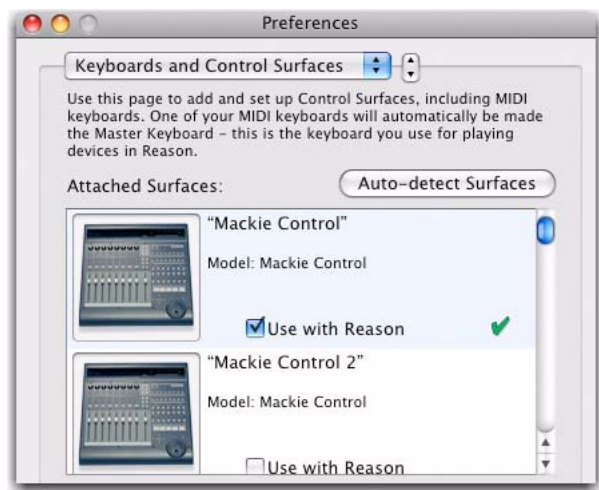 Preferences
Keyboards and Control Surfaces
Use this page to add and set up Control Surfaces, including MIDI
keyboards. One of your MIDI keyboards will automatically be made
the Master Keyboard – this is the keyboard you use for playing
devices in Reason.
Attached Surfaces:
Auto-detect Surfaces
“Mackie Control”
Model: Mackie Control
Use with Reason
“Mackie Control 2”
Model: Mackie Control
Use with Reason